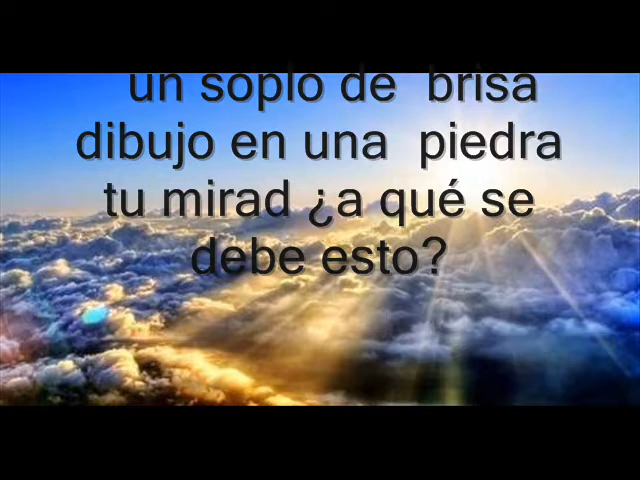 un soplo de brisa
dibujo en una piedra
tu mirad ¿a qué se
debe esto?